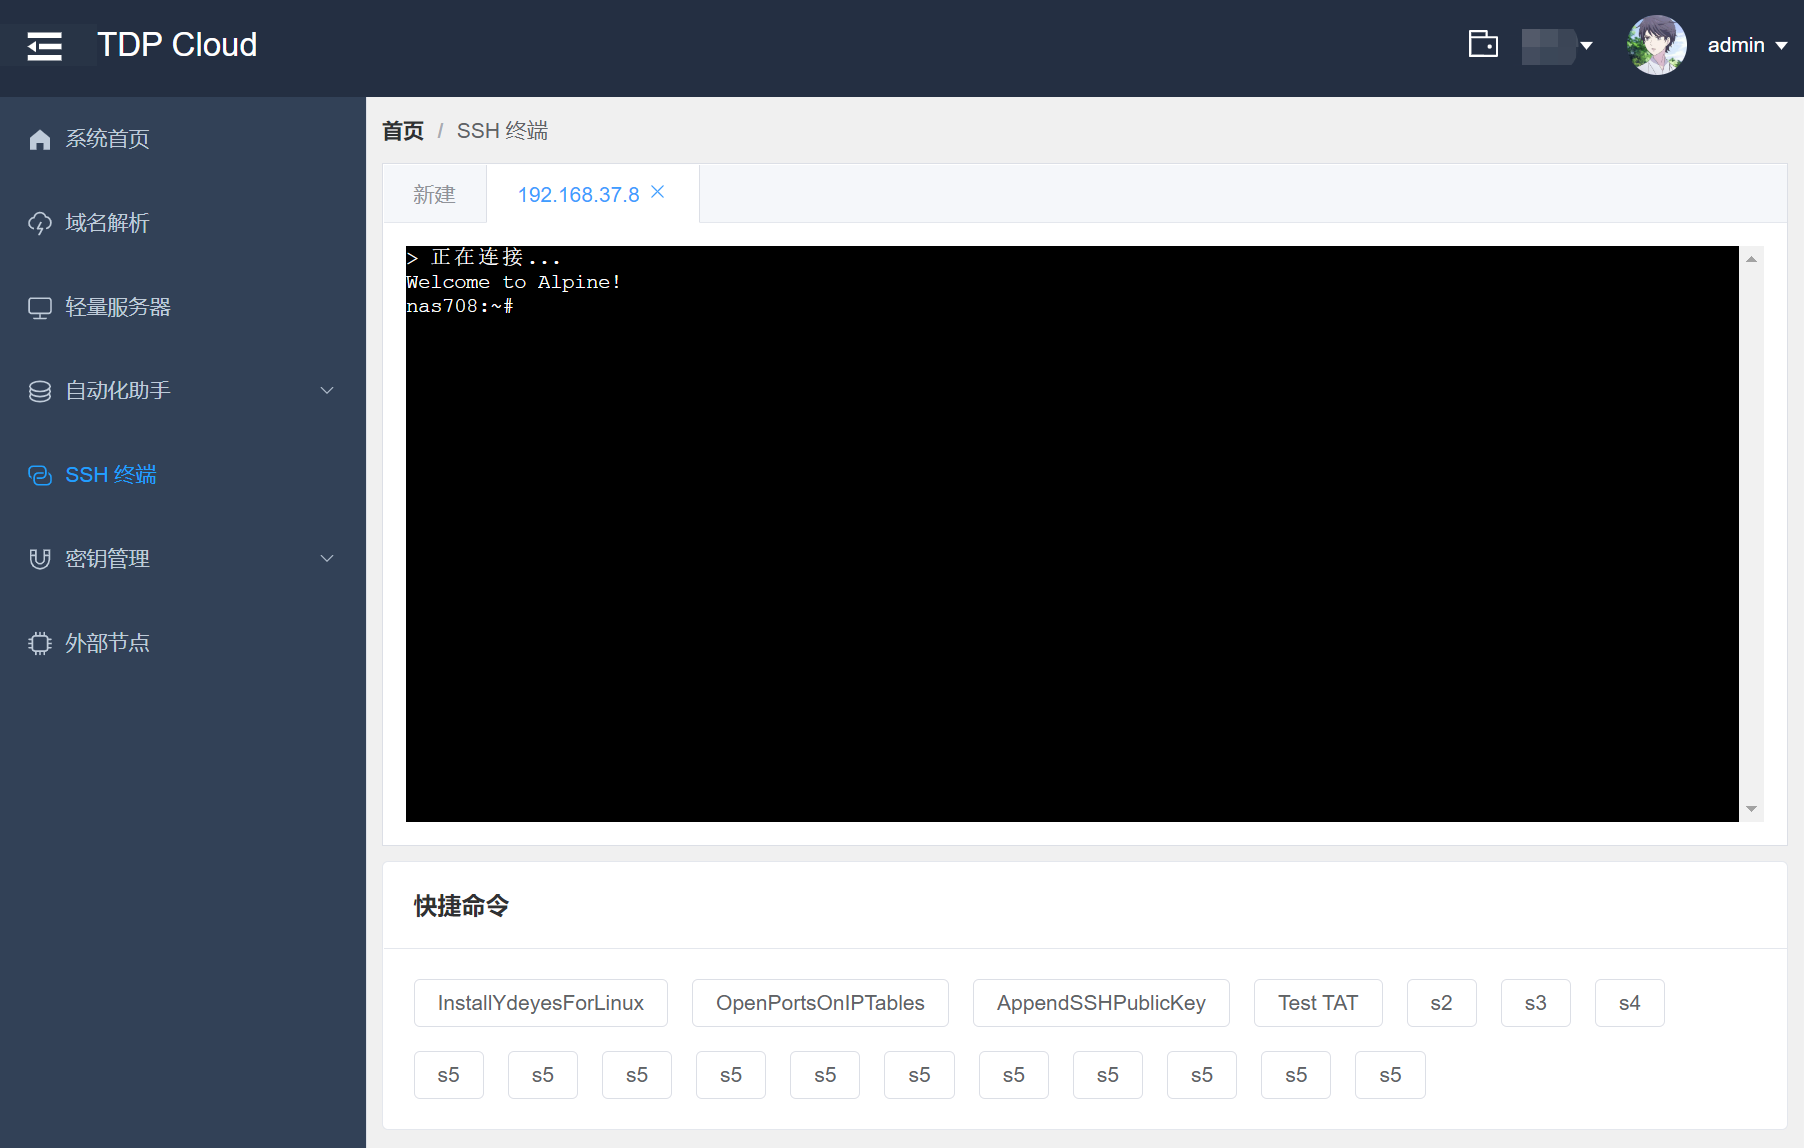 TDP Cloud
admin
系统首页
域名解析
轻量服务器
自动化助手
SSH 终端
密钥管理
外部节点
首页 / SSH 终端
新建 192.168.37.8
> 正在连接...
Welcome to Alpine!
nas708:~#
快捷命令
InstallYdeyesForLinux OpenPortsOnIPTables AppendSSHPublicKey Test TAT s2 s3 s4
s5 s5 s5 s5 s5 s5 s5 s5 s5 s5 s5